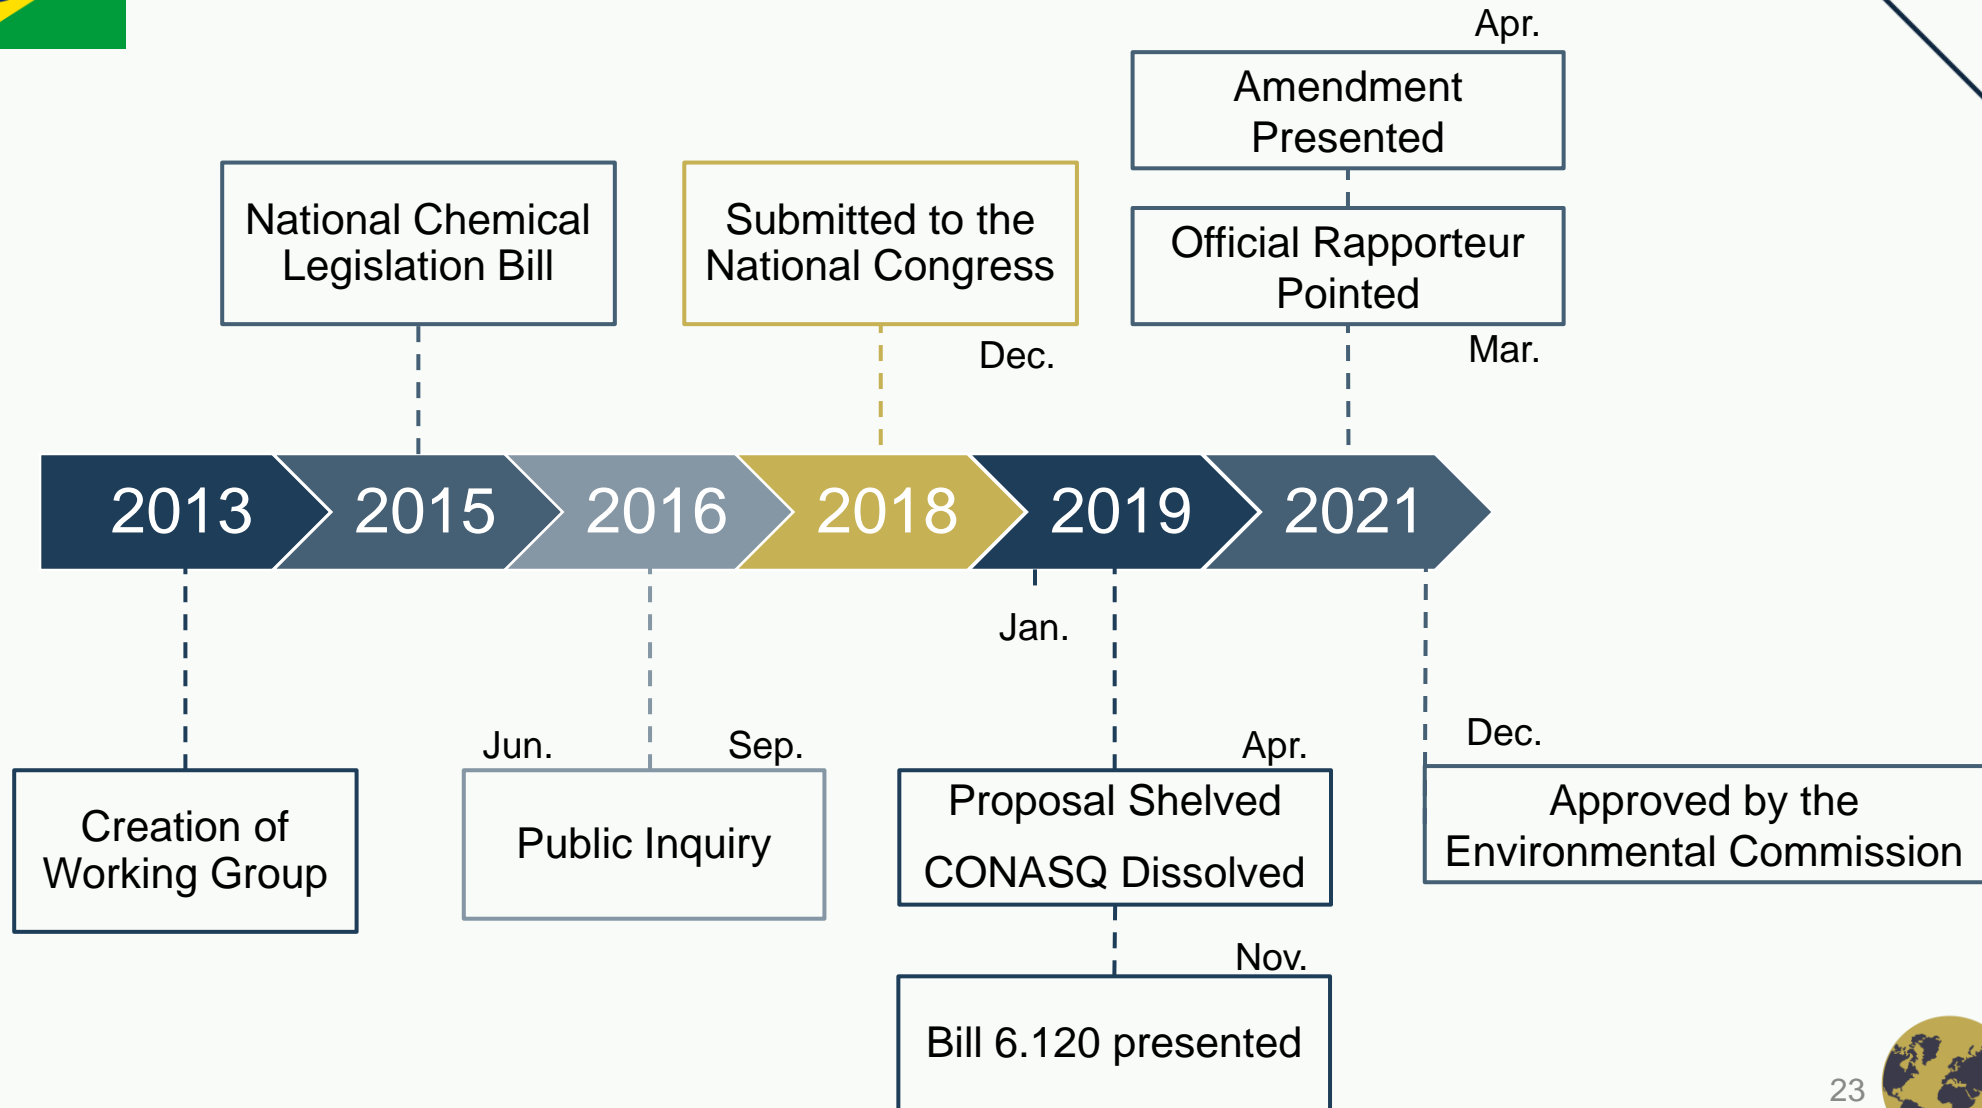 Apr.
Amendment
Presented
National Chemical
Legislation Bill
Submitted to the
National Congress
Official Rapporteur
Pointed
Dec.
Mar.
2013
2015
2016
2018
2019
2021
Jan.
Jun.
Sep.
Apr.
Dec.
Creation of
Working Group
Public Inquiry
Proposal Shelved
CONASQ Dissolved
Approved by the
Environmental Commission
Nov.
Bill 6.120 presented
23